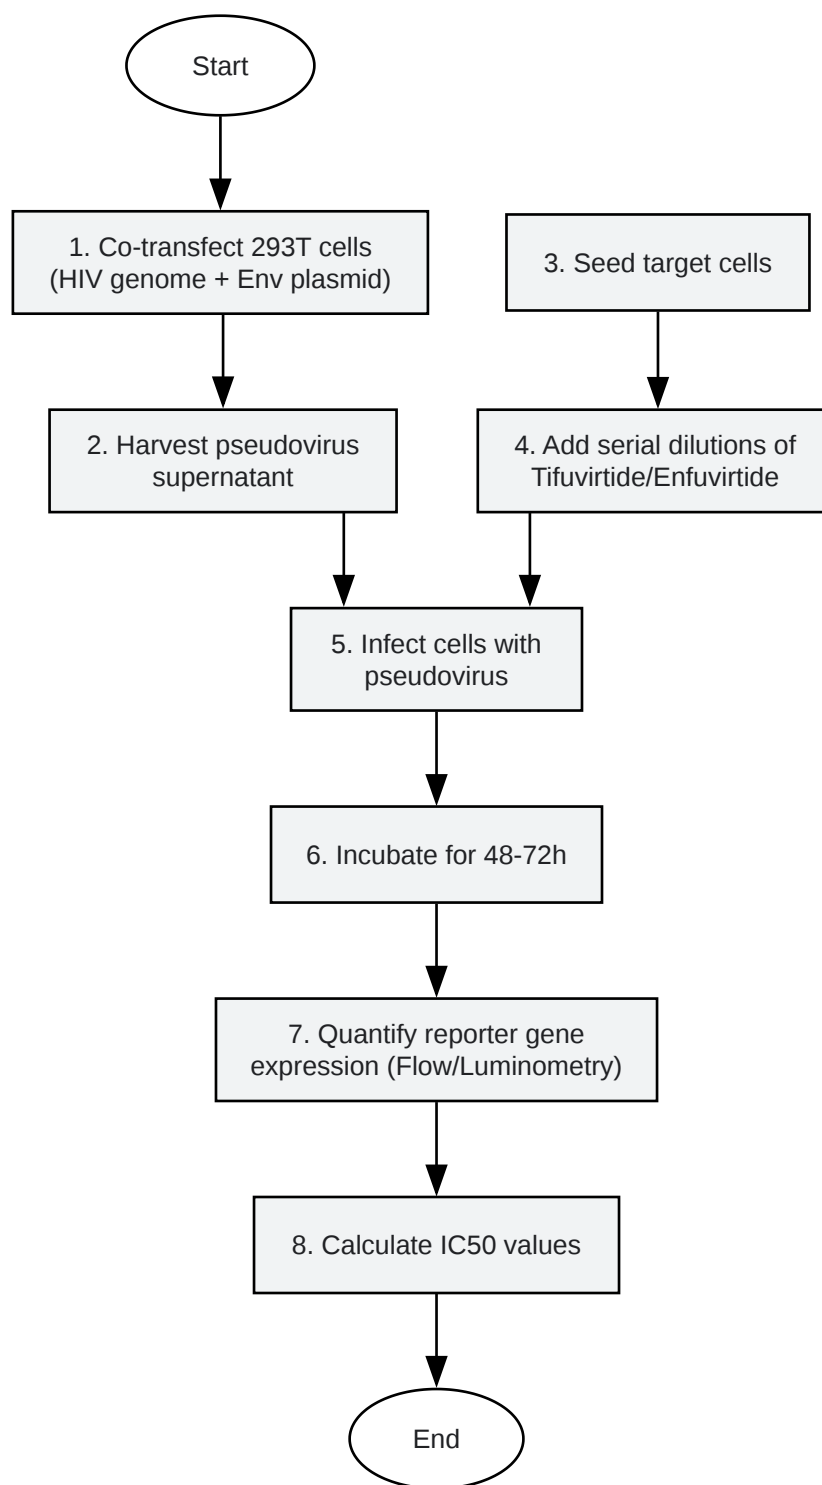 Start
1. Co-transfect 293T cells
(HIV genome + Env plasmid)
3. Seed target cells
2. Harvest pseudovirus
supernatant
4. Add serial dilutions of
Tifuvirtide/Enfuvirtide
5. Infect cells with
pseudovirus
6. Incubate for 48-72h
7. Quantify reporter gene
expression (Flow/Luminometry)
8. Calculate IC50 values
End